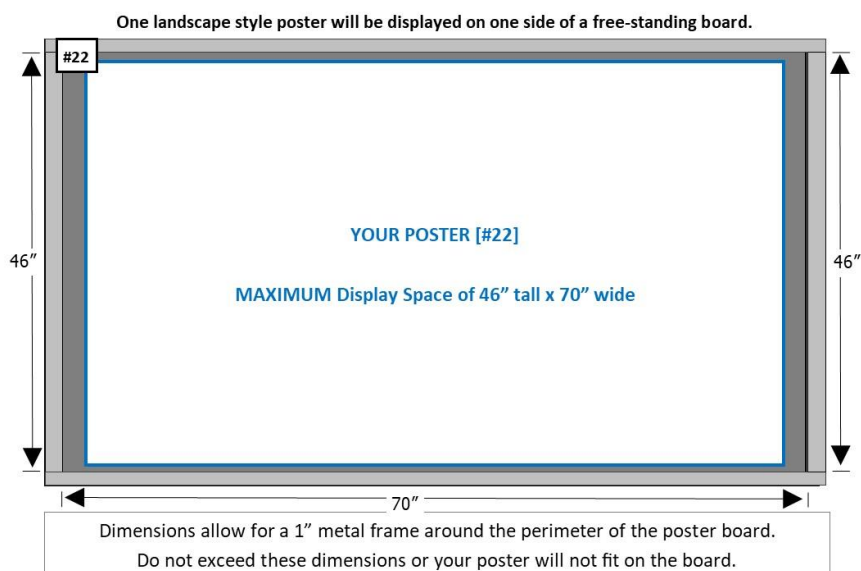 One landscape style poster will be displayed on one side of a free-standing board.
#22
YOUR POSTER [#22]
46”
46”
MAXIMUM Display Space of 46” tall x 70” wide
70”
Dimensions allow for a 1” metal frame around the perimeter of the poster board.
Do not exceed these dimensions or your poster will not fit on the board.